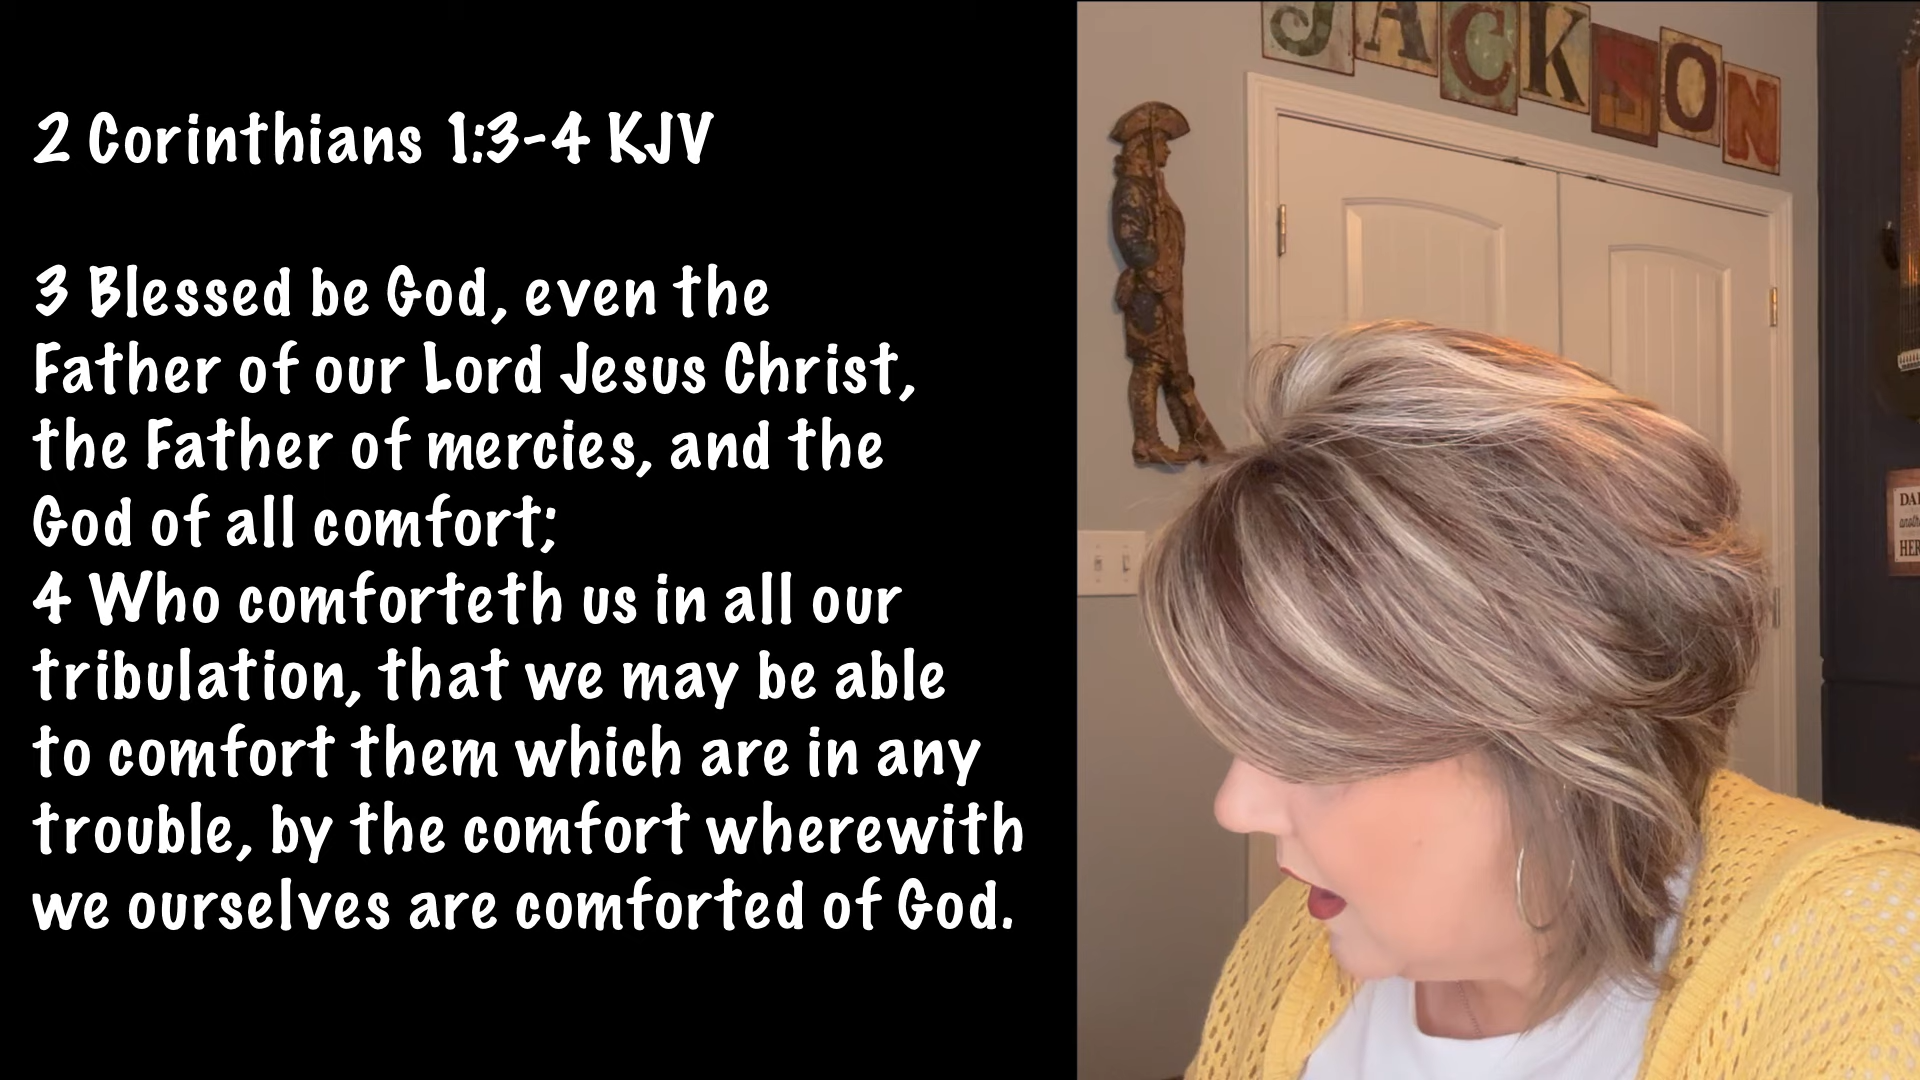 2 Corinthians 1:3-4 KJV
3 Blessed be God, even the
Father of our Lord Jesus Christ,
the Father of mercies, and the
God of all comfort;
4 Who comforteth us in all our
tribulation, that we may be able
to comfort them which are in any
trouble, by the comfort wherewith
we ourselves are comforted of God.
JACKSON